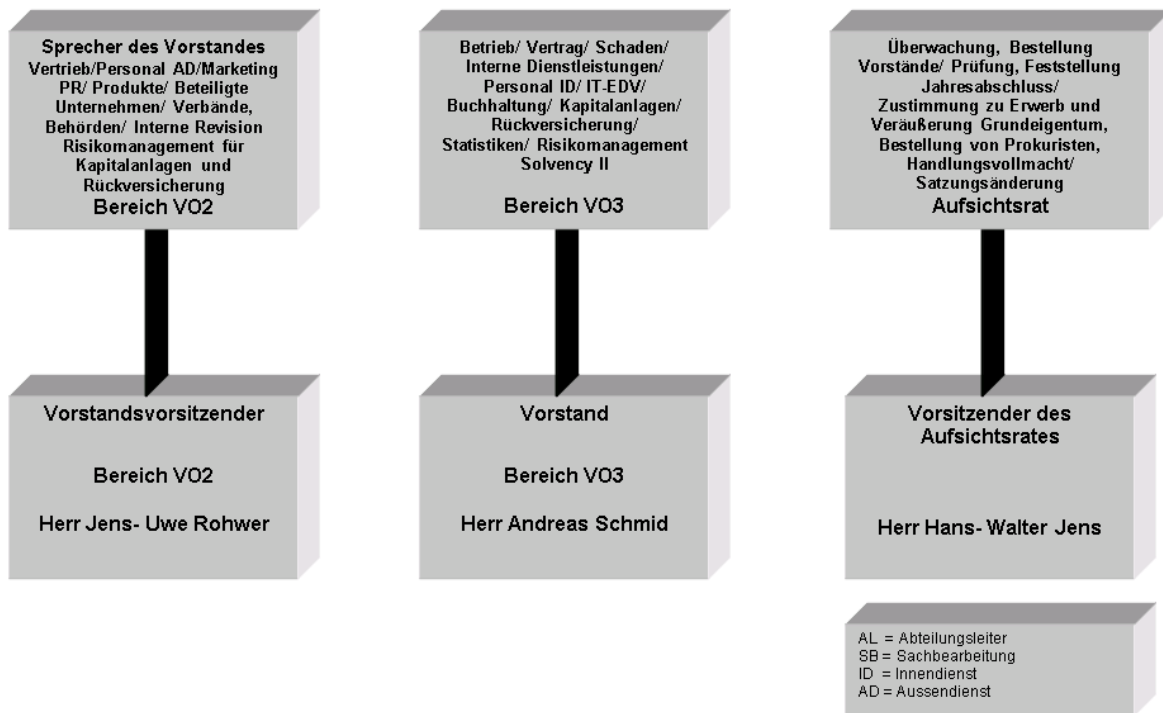 Sprecher des Vorstandes
Vertrieb/Personal AD/Marketing
PR/ Produkte/ Beteiligte
Unternehmen/ Verbände,
Behörden/ Interne Revision
Risikomanagement für
Kapitalanlagen und
Rückversicherung
Bereich VO2
Betrieb/ Vertrag/ Schaden/
Interne Dienstleistungen/
Personal ID/ IT-EDV/
Buchhaltung/ Kapitalanlagen/
Rückversicherung/
Statistiken/ Risikomanagement
Solvency II
Bereich VO3
Überwachung, Bestellung
Vorstände/ Prüfung, Feststellung
Jahresabschluss/
Zustimmung zu Erwerb und
Veräußerung Grundeigentum,
Bestellung von Prokuristen,
Handlungsvollmacht/
Satzungsänderung
Aufsichtsrat
Vorstandsvorsitzender
Bereich VO2
Herr Jens- Uwe Rohwer
Vorstand
Bereich VO3
Herr Andreas Schmid
Vorsitzender des
Aufsichtsrates
Herr Hans- Walter Jens
AL = Abteilungsleiter
SB = Sachbearbeitung
ID = Innendienst
AD = Aussendienst